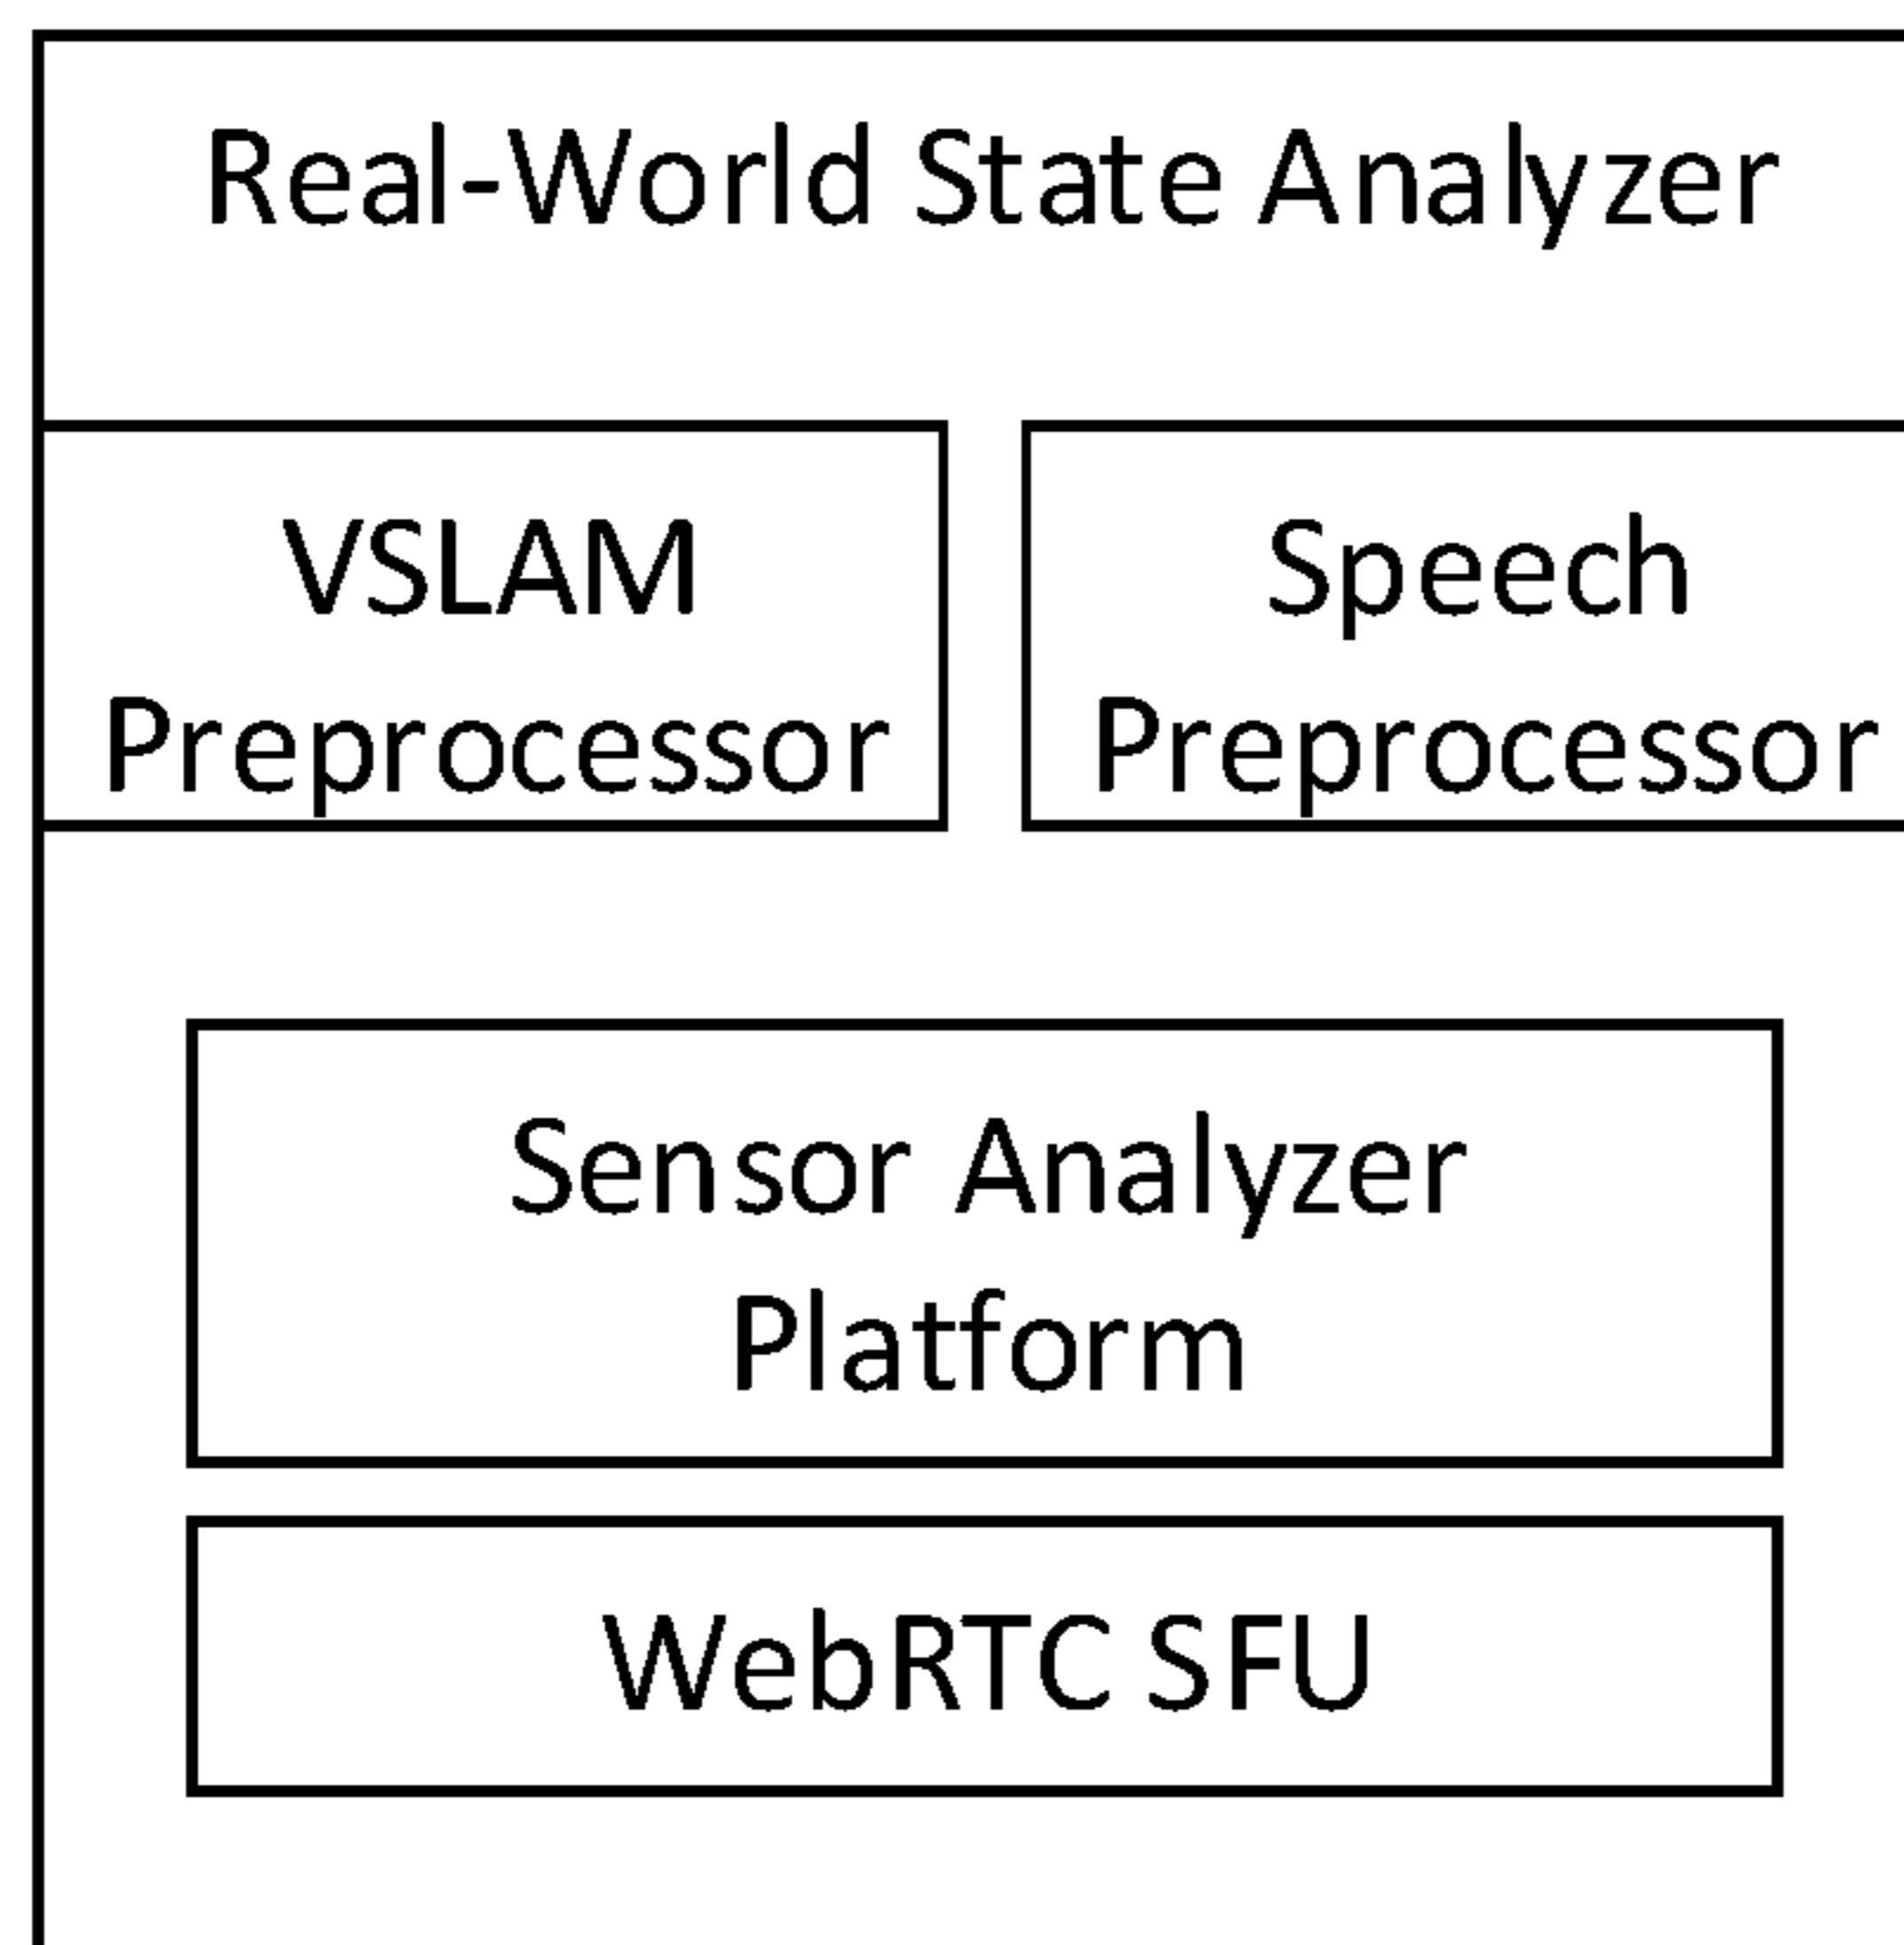 Real-World State Analyzer
VSLAM
Preprocessor
Speech
Preprocessor
Sensor Analyzer
Platform
WebRTC SFU